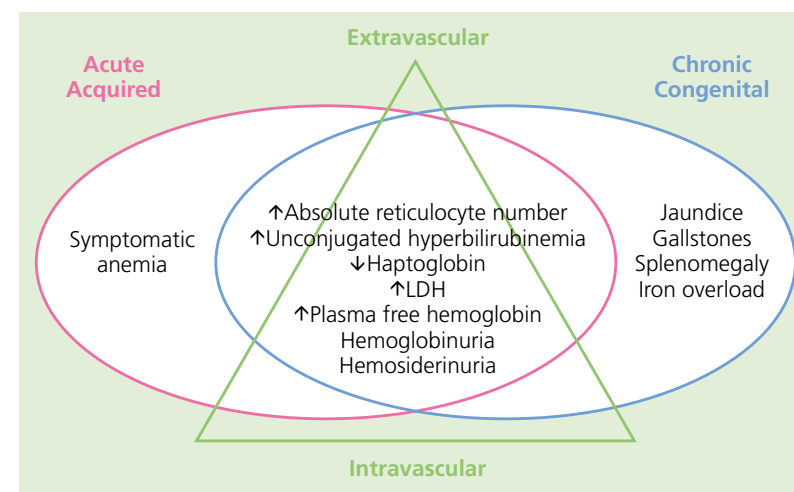 Extravascular
Acute
Acquired
Chronic
Congenital
Symptomatic
anemia
↑Absolute reticulocyte number
↑Unconjugated hyperbilirubinemia
↓Haptoglobin
↑LDH
↑Plasma free hemoglobin
Hemoglobinuria
Hemosiderinuria
Jaundice
Gallstones
Splenomegaly
Iron overload
Intravascular